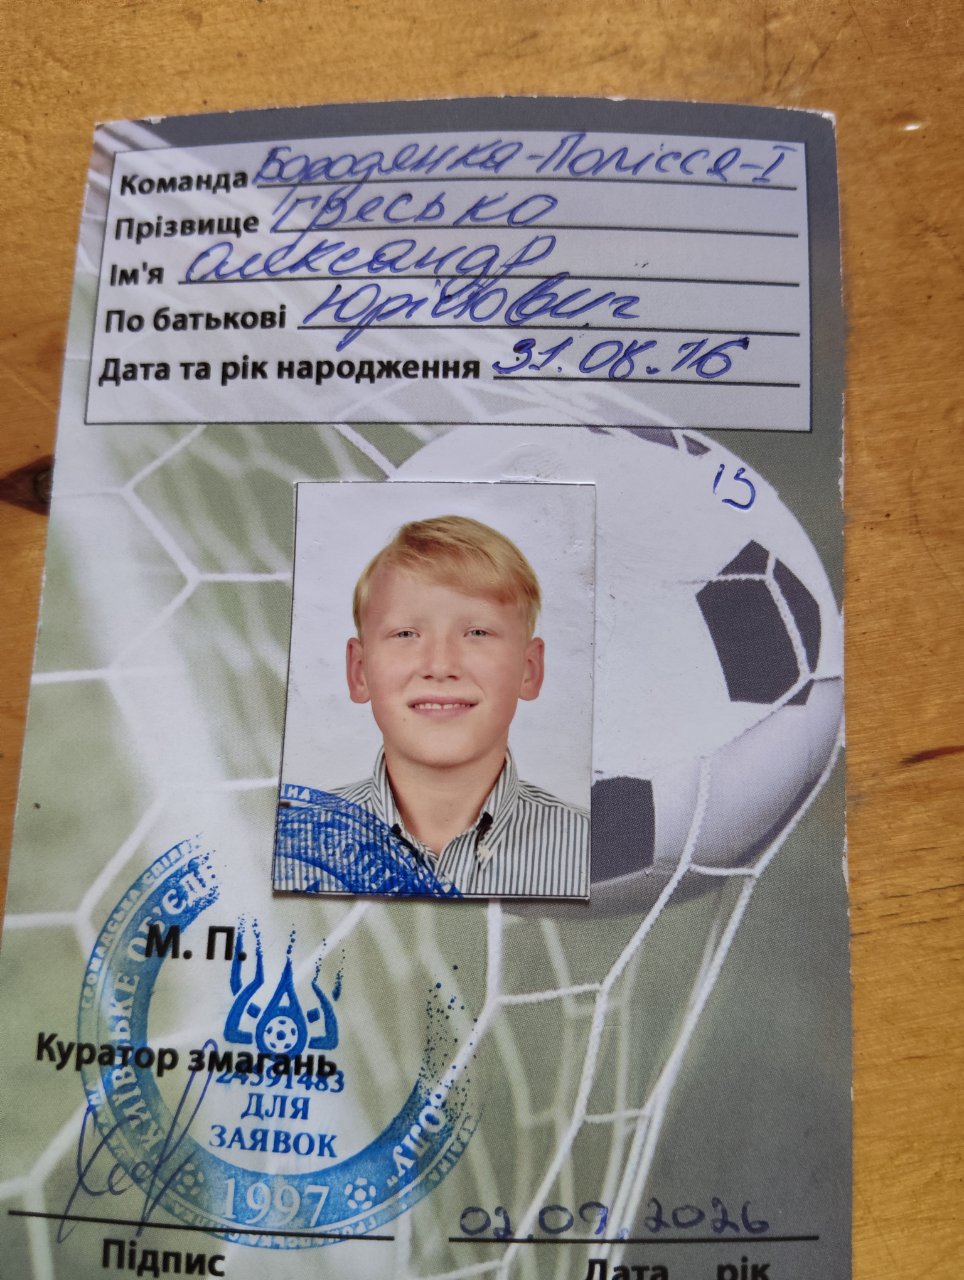 Команда Бородянка-Полісся-І
Прізвище Гресько
Ім'я Олександр
По батькові Юрійович
Дата та рік народження 31.08.16
13
М. П.
Куратор змагань
24591483
ДЛЯ
ЗАЯВОК
1997
02.09.2026
Підпис
Дата рік